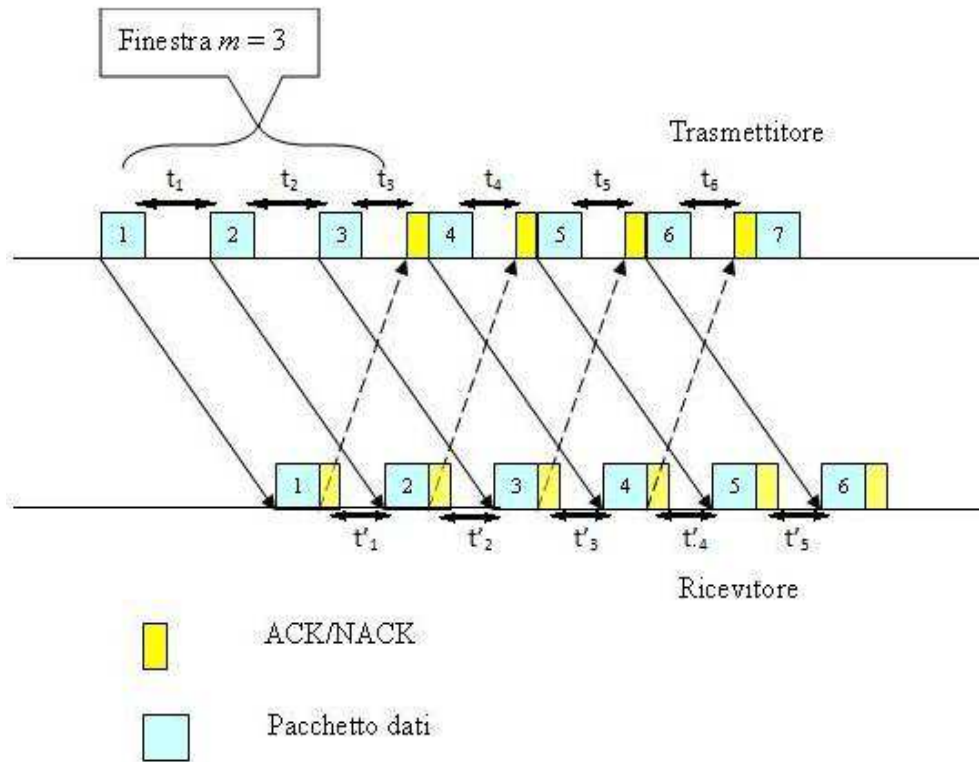 Finestra m = 3
Trasmettitore
t₁ t₂ t₃ t₄ t₅ t₆
1 2 3 4 5 6 7
1 2 3 4 5 6
t'₁ t'₂ t'₃ t'₄ t'₅
Ricevitore
ACK/NACK
Pacchetto dati